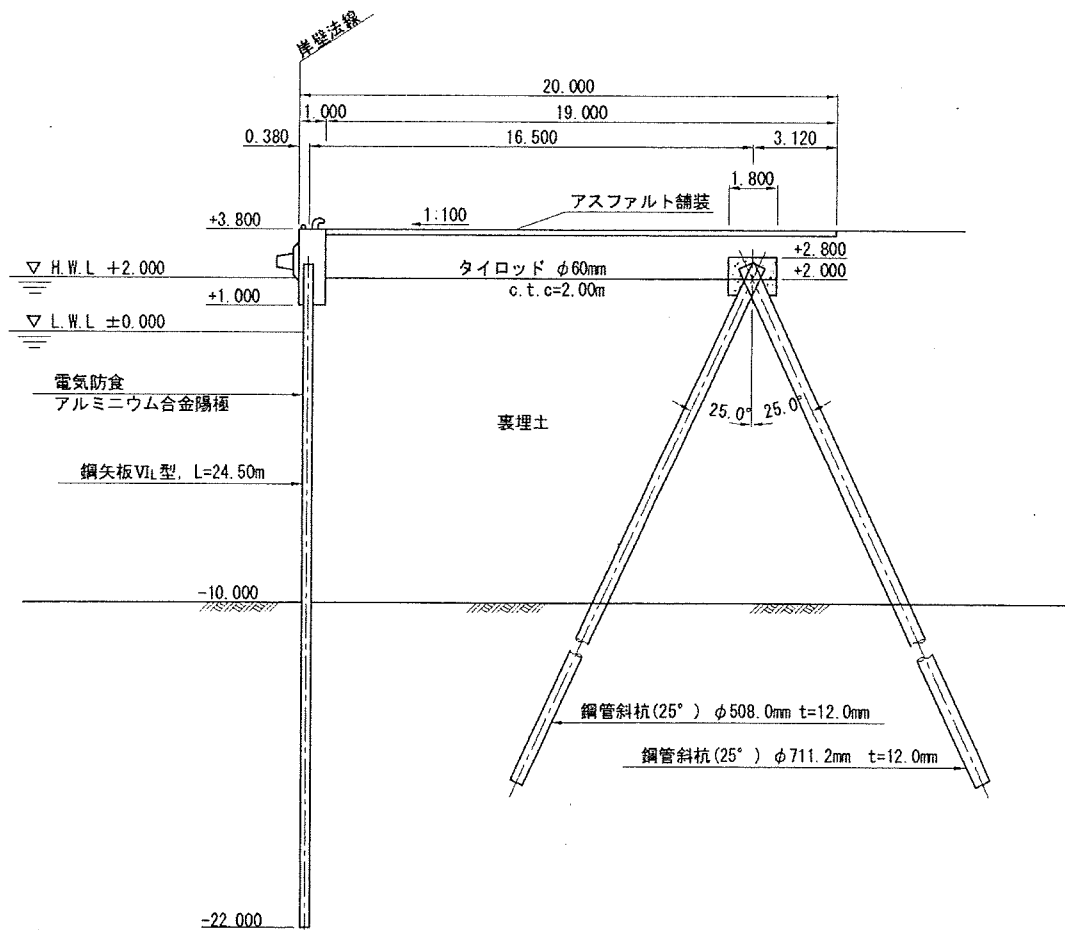 岸壁法線
20.000
1.000
19.000
0.380
16.500
3.120
1.800
アスファルト舗装
1:100
+3.800
+2.800
▽ H.W.L +2.000
タイロッド φ60mm
+2.000
c.t.c=2.00m
+1.000
▽ L.W.L ±0.000
電気防食
アルミニウム合金陽極
25.0°
25.0°
裏埋土
鋼矢板ⅥL型, L=24.50m
-10.000
鋼管斜杭(25°) φ508.0mm t=12.0mm
鋼管斜杭(25°) φ711.2mm t=12.0mm
-22.000